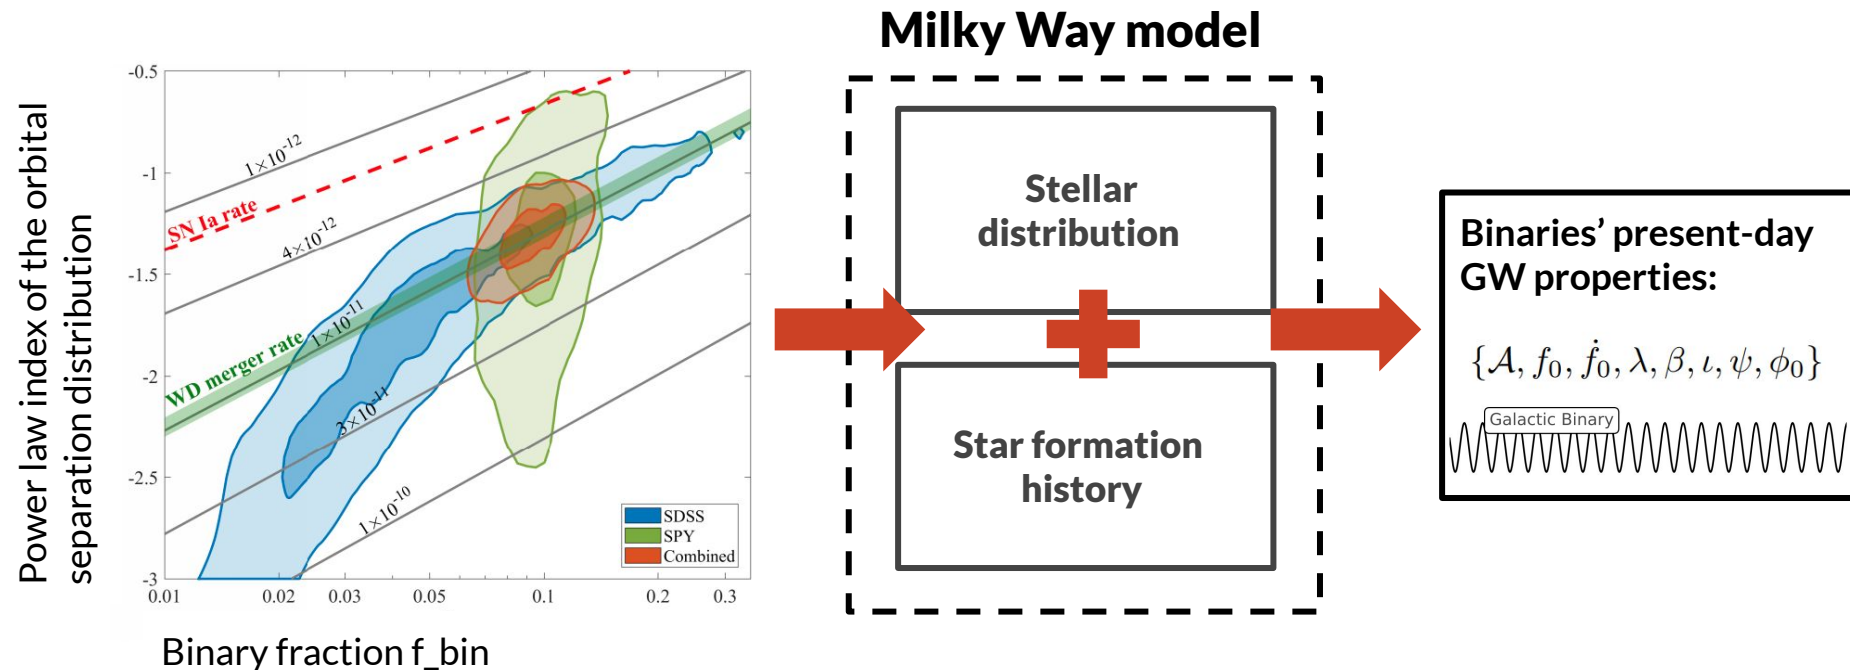 Milky Way model
Power law index of the orbital
separation distribution
-0.5
-1
-1.5
-2
-2.5
-3
0.01
0.02
0.03
0.05
0.1
0.2
0.3
Binary fraction f_bin
1×10⁻¹²
SN Ia rate
4×10⁻¹²
WD merger rate
1×10⁻¹¹
3×10⁻¹¹
1×10⁻¹⁰
SDSS
SPY
Combined
Stellar
distribution
Star formation
history
Binaries’ present-day
GW properties:
{𝒜, f₀, ḟ₀, λ, β, ι, ψ, ϕ₀}
Galactic Binary